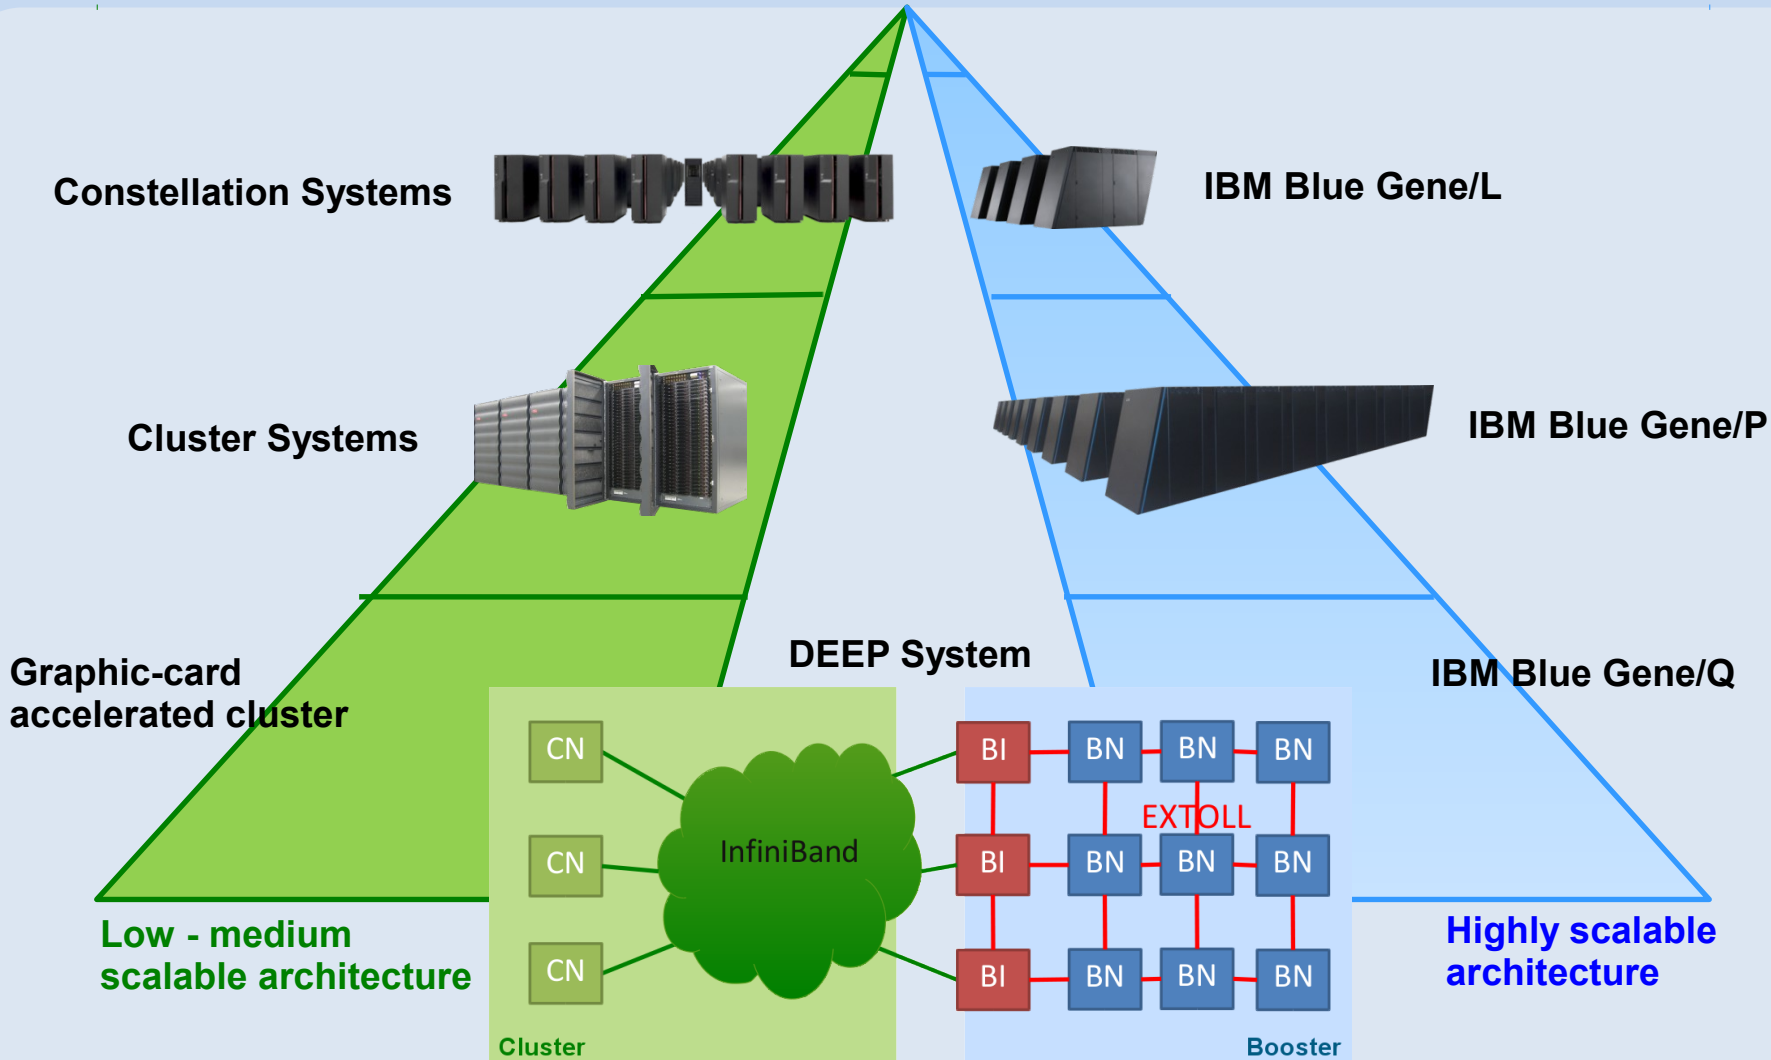 Constellation Systems
IBM Blue Gene/L
Cluster Systems
IBM Blue Gene/P
DEEP System
Graphic-card
accelerated cluster
IBM Blue Gene/Q
CN
BI
BN
BN
BN
EXTOLL
InfiniBand
CN
BI
BN
BN
BN
Low - medium
scalable architecture
Highly scalable
architecture
CN
BI
BN
BN
BN
Cluster
Booster